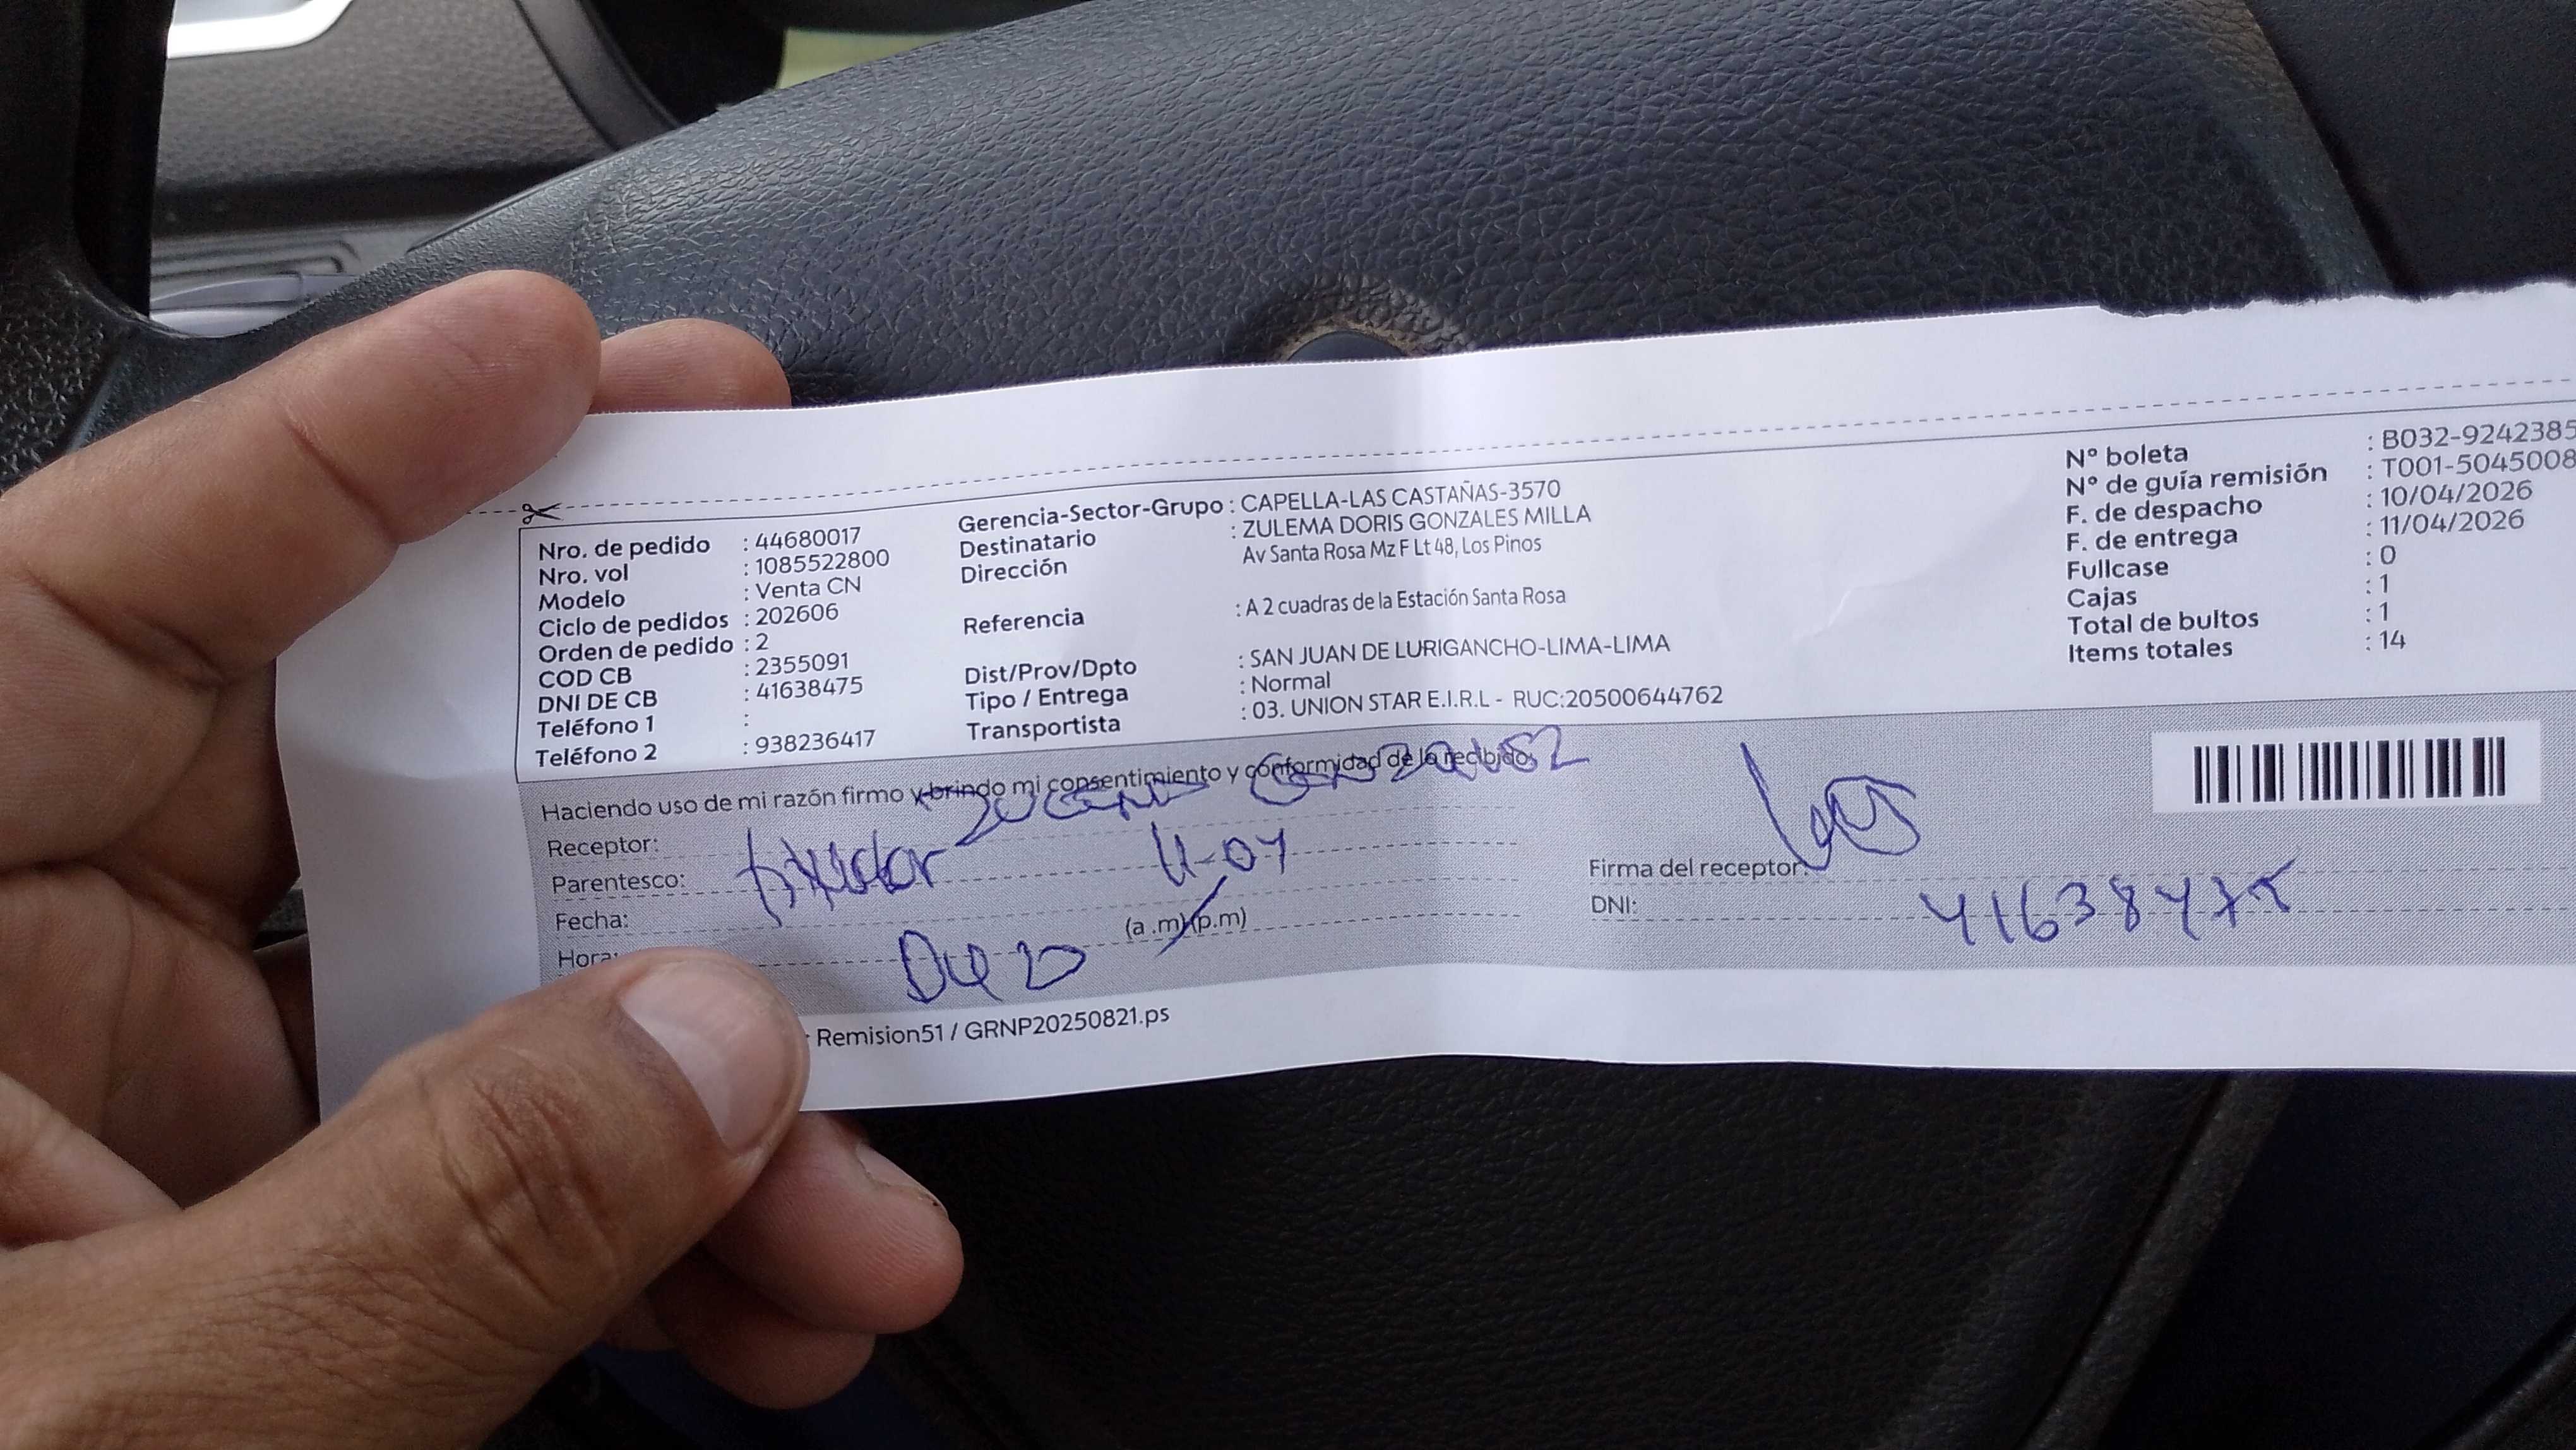 Nro. de pedido : 44680017
Nro. vol : 1085522800
Modelo : Venta CN
Ciclo de pedidos : 202606
Orden de pedido : 2
COD CB : 2355091
DNI DE CB : 41638475
Teléfono 1 :
Teléfono 2 : 938236417
Gerencia-Sector-Grupo : CAPELLA-LAS CASTAÑAS-3570
Destinatario : ZULEMA DORIS GONZALES MILLA
Dirección Av Santa Rosa Mz F Lt 48, Los Pinos
Referencia : A 2 cuadras de la Estación Santa Rosa
Dist/Prov/Dpto : SAN JUAN DE LURIGANCHO-LIMA-LIMA
Tipo / Entrega : Normal
Transportista : 03. UNION STAR E.I.R.L - RUC:20500644762
Nº boleta : B032-9242385
Nº de guía remisión : T001-5045008
F. de despacho : 10/04/2026
F. de entrega : 11/04/2026
Fullcase : 0
Cajas : 1
Total de bultos : 1
Items totales : 14
Haciendo uso de mi razón firmo y brindo mi consentimiento y conformidad de lo recibido.
Receptor:
Parentesco:
Fecha: 11-04
Hora: (a.m)(p.m)
Firma del receptor:
DNI: 41638475
Remision51 / GRNP20250821.ps